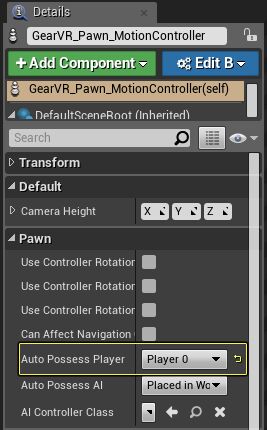 Details
GearVR_Pawn_MotionController
+ Add Component
Edit B
GearVR_Pawn_MotionController(self)
DefaultSceneRoot (Inherited)
Search
Transform
Default
Camera Height
X Y Z
Pawn
Use Controller Rotation
Use Controller Rotation
Use Controller Rotation
Can Affect Navigation
Auto Possess Player
Player 0
Auto Possess AI
Placed in Wo
AI Controller Class